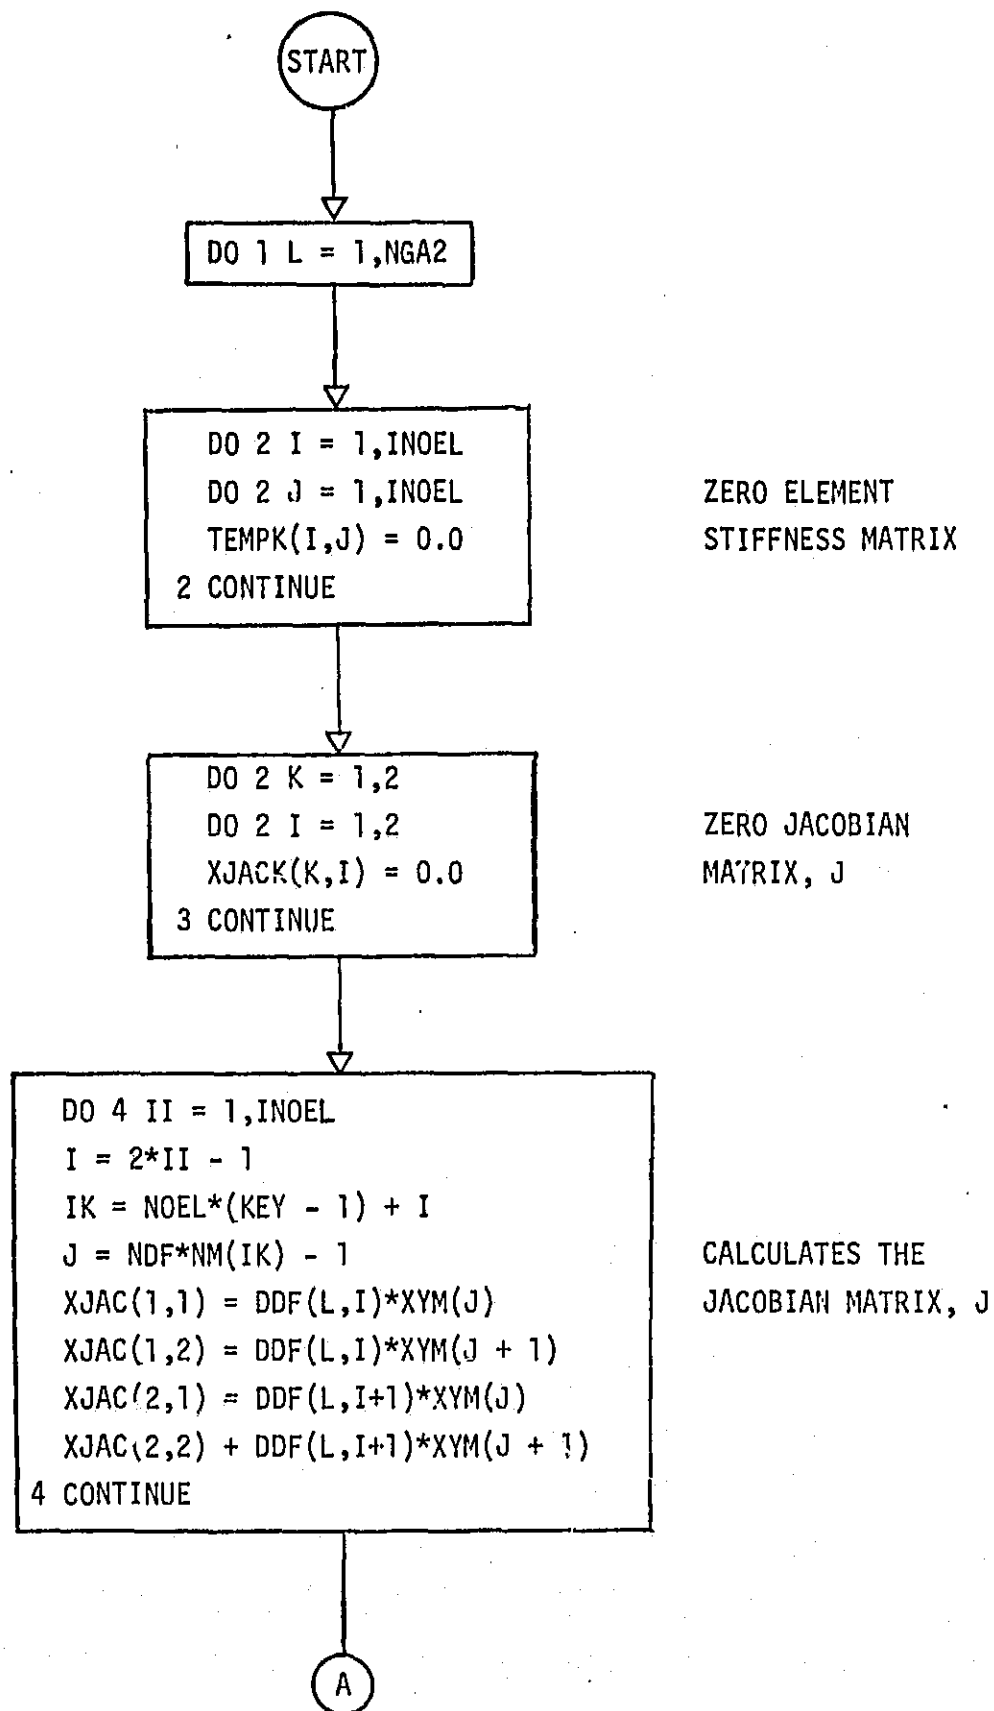 START
DO 1 L = 1,NGA2
DO 2 I = 1,INOEL
DO 2 J = 1,INOEL
TEMPK(I,J) = 0.0
2 CONTINUE
ZERO ELEMENT
STIFFNESS MATRIX
DO 2 K = 1,2
DO 2 I = 1,2
XJACK(K,I) = 0.0
3 CONTINUE
ZERO JACOBIAN
MATRIX, J
DO 4 II = 1,INOEL
I = 2*II - 1
IK = NOEL*(KEY - 1) + I
J = NDF*NM(IK) - 1
XJAC(1,1) = DDF(L,I)*XYM(J)
XJAC(1,2) = DDF(L,I)*XYM(J + 1)
XJAC(2,1) = DDF(L,I+1)*XYM(J)
XJAC(2,2) + DDF(L,I+1)*XYM(J + 1)
4 CONTINUE
CALCULATES THE
JACOBIAN MATRIX, J
A